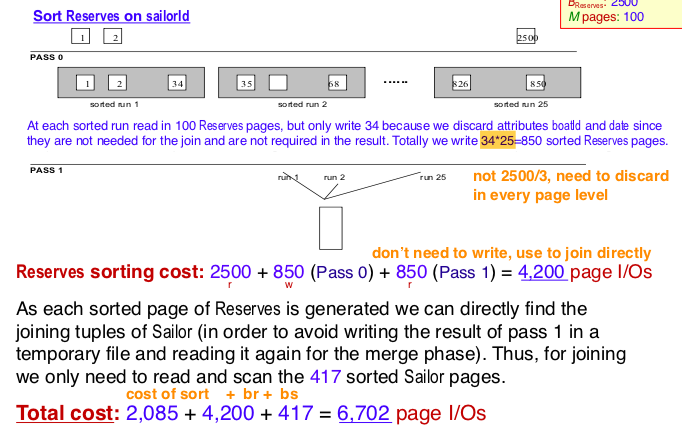 B_Reserves: 2500
M pages: 100
Sort Reserves on sailorId
1 2 2500
PASS 0
1 2 34 35 68 ...... 826 850
sorted run 1 sorted run 2 sorted run 25
At each sorted run read in 100 Reserves pages, but only write 34 because we discard attributes boatId and date since
they are not needed for the join and are not required in the result. Totally we write 34*25=850 sorted Reserves pages.
PASS 1
run 1 run 2 run 25
not 2500/3, need to discard
in every page level
don't need to write, use to join directly
Reserves sorting cost: 2500 + 850 (Pass 0) + 850 (Pass 1) = 4,200 page I/Os
r w r
As each sorted page of Reserves is generated we can directly find the
joining tuples of Sailor (in order to avoid writing the result of pass 1 in a
temporary file and reading it again for the merge phase). Thus, for joining
we only need to read and scan the 417 sorted Sailor pages.
cost of sort + br + bs
Total cost: 2,085 + 4,200 + 417 = 6,702 page I/Os